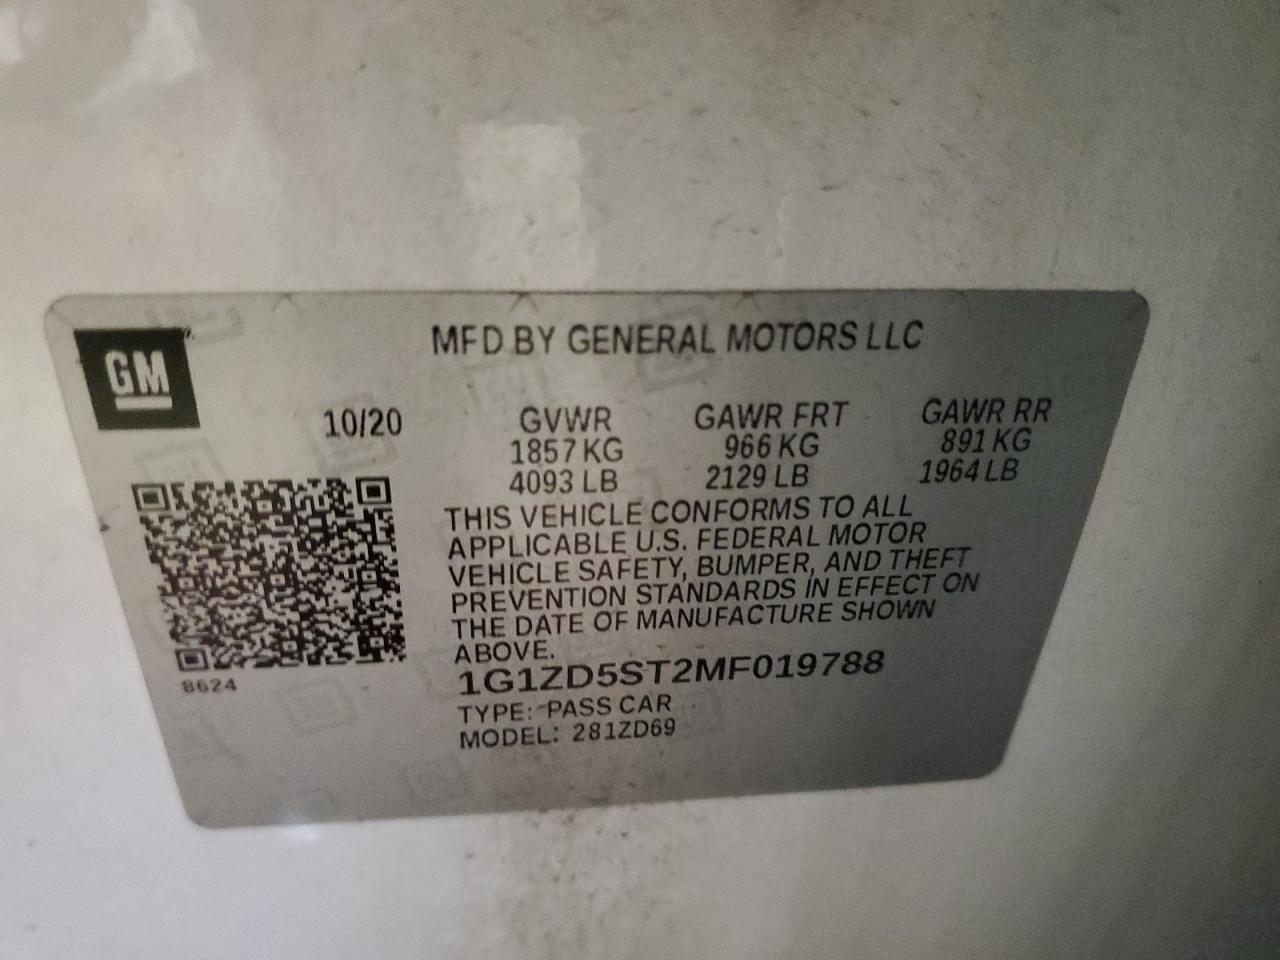 GM
MFD BY GENERAL MOTORS LLC
10/20 GVWR GAWR FRT GAWR RR
1857 KG 966 KG 891 KG
4093 LB 2129 LB 1964 LB
THIS VEHICLE CONFORMS TO ALL
APPLICABLE U.S. FEDERAL MOTOR
VEHICLE SAFETY, BUMPER, AND THEFT
PREVENTION STANDARDS IN EFFECT ON
THE DATE OF MANUFACTURE SHOWN
ABOVE.
8624
1G1ZD5ST2MF019788
TYPE: PASS CAR
MODEL: 281ZD69